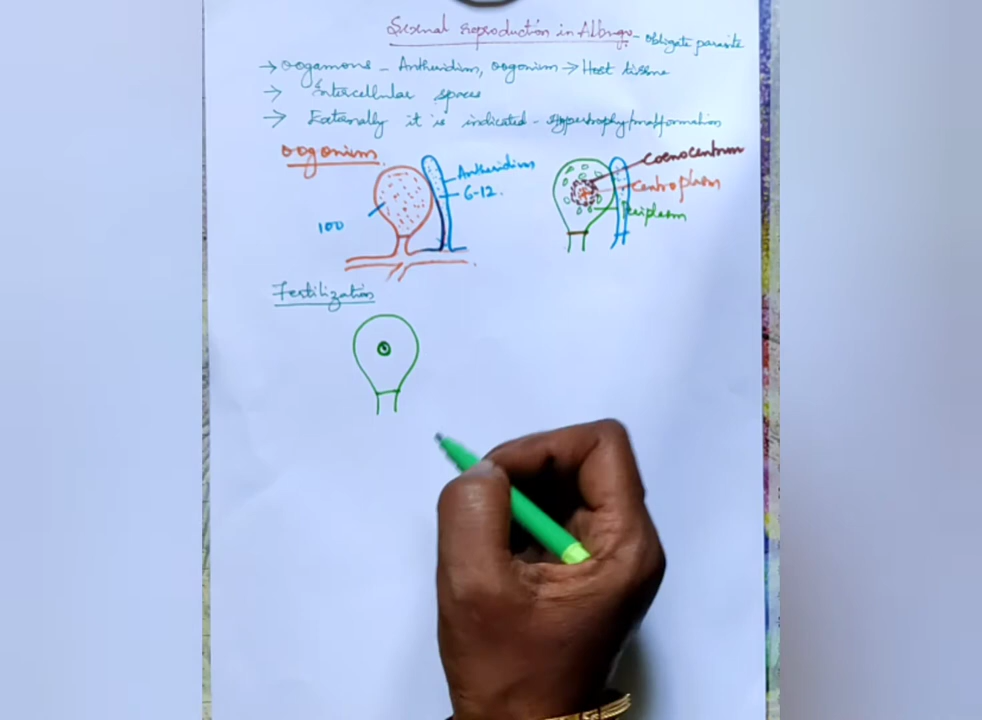 Sexual reproduction in Albugo - obligate parasite
→ oogamous - Antheridium, oogonium → Host tissue
→ Intercellular spaces
→ Externally it is indicated - Hypertrophy/malformation
oogonium
Antheridium
6-12.
100
Coenocentrum
Centroplasm
Periplasm
Fertilization